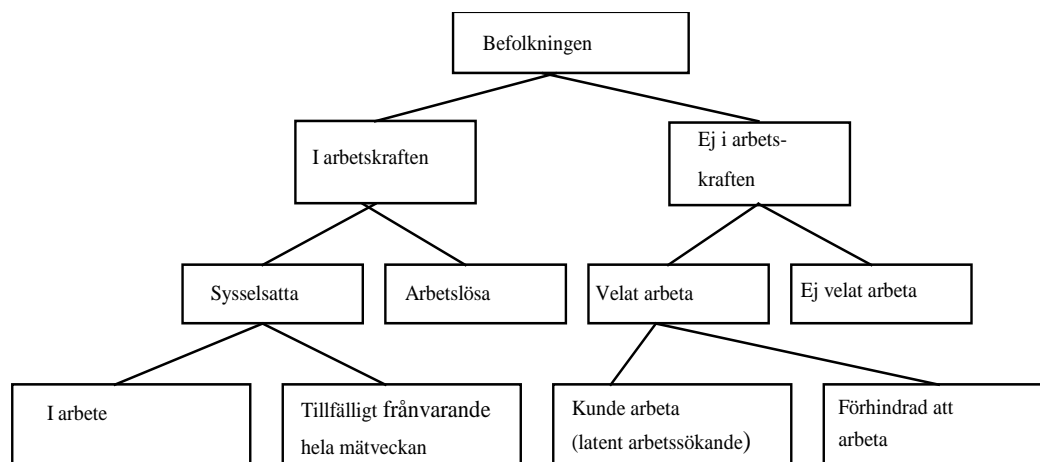 Befolkningen
I arbetskraften
Ej i arbets-
kraften
Sysselsatta
Arbetslösa
Velat arbeta
Ej velat arbeta
I arbete
Tillfälligt frånvarande
hela mätveckan
Kunde arbeta
(latent arbetssökande)
Förhindrad att
arbeta